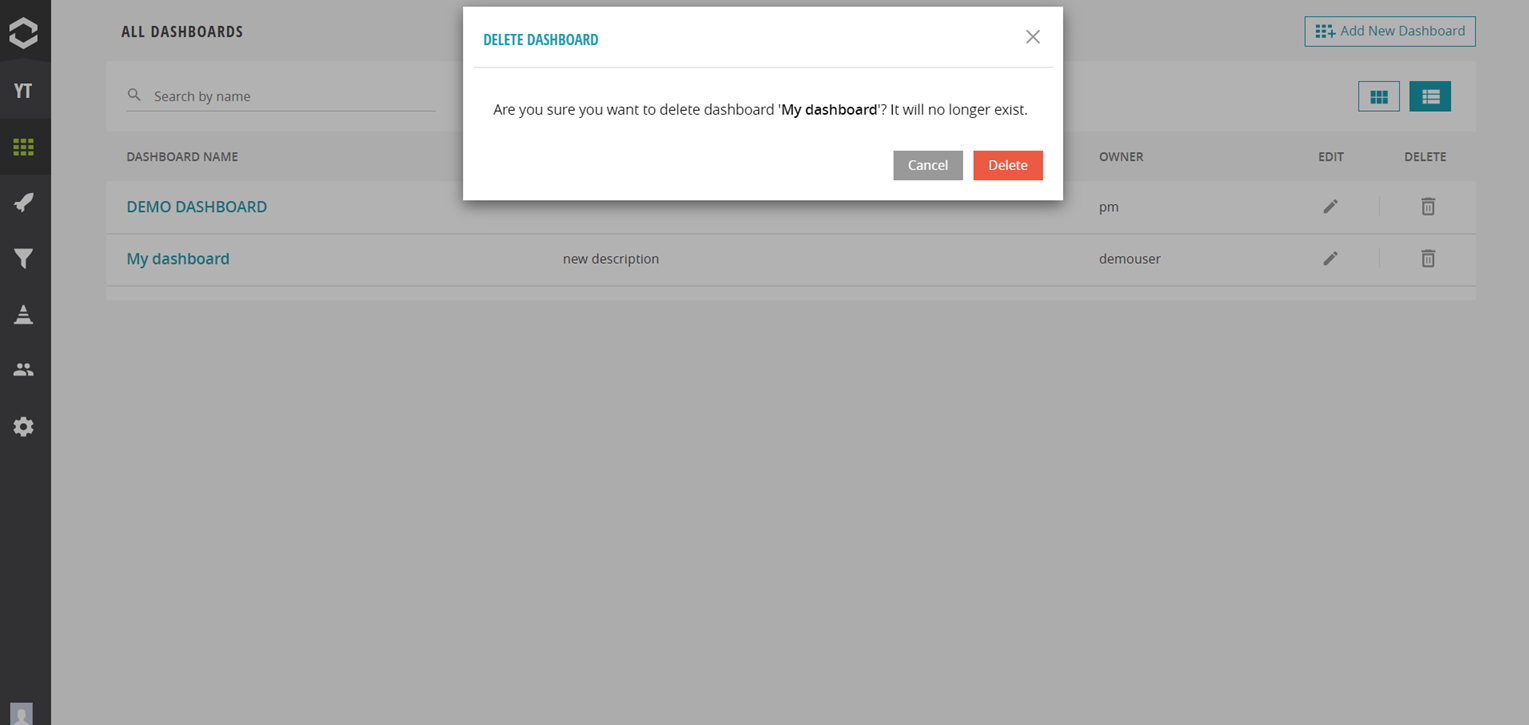 ALL DASHBOARDS
DELETE DASHBOARD
Add New Dashboard
YT
Search by name
Are you sure you want to delete dashboard 'My dashboard'? It will no longer exist.
Cancel
Delete
DASHBOARD NAME
OWNER
EDIT
DELETE
DEMO DASHBOARD
pm
My dashboard
new description
demouser